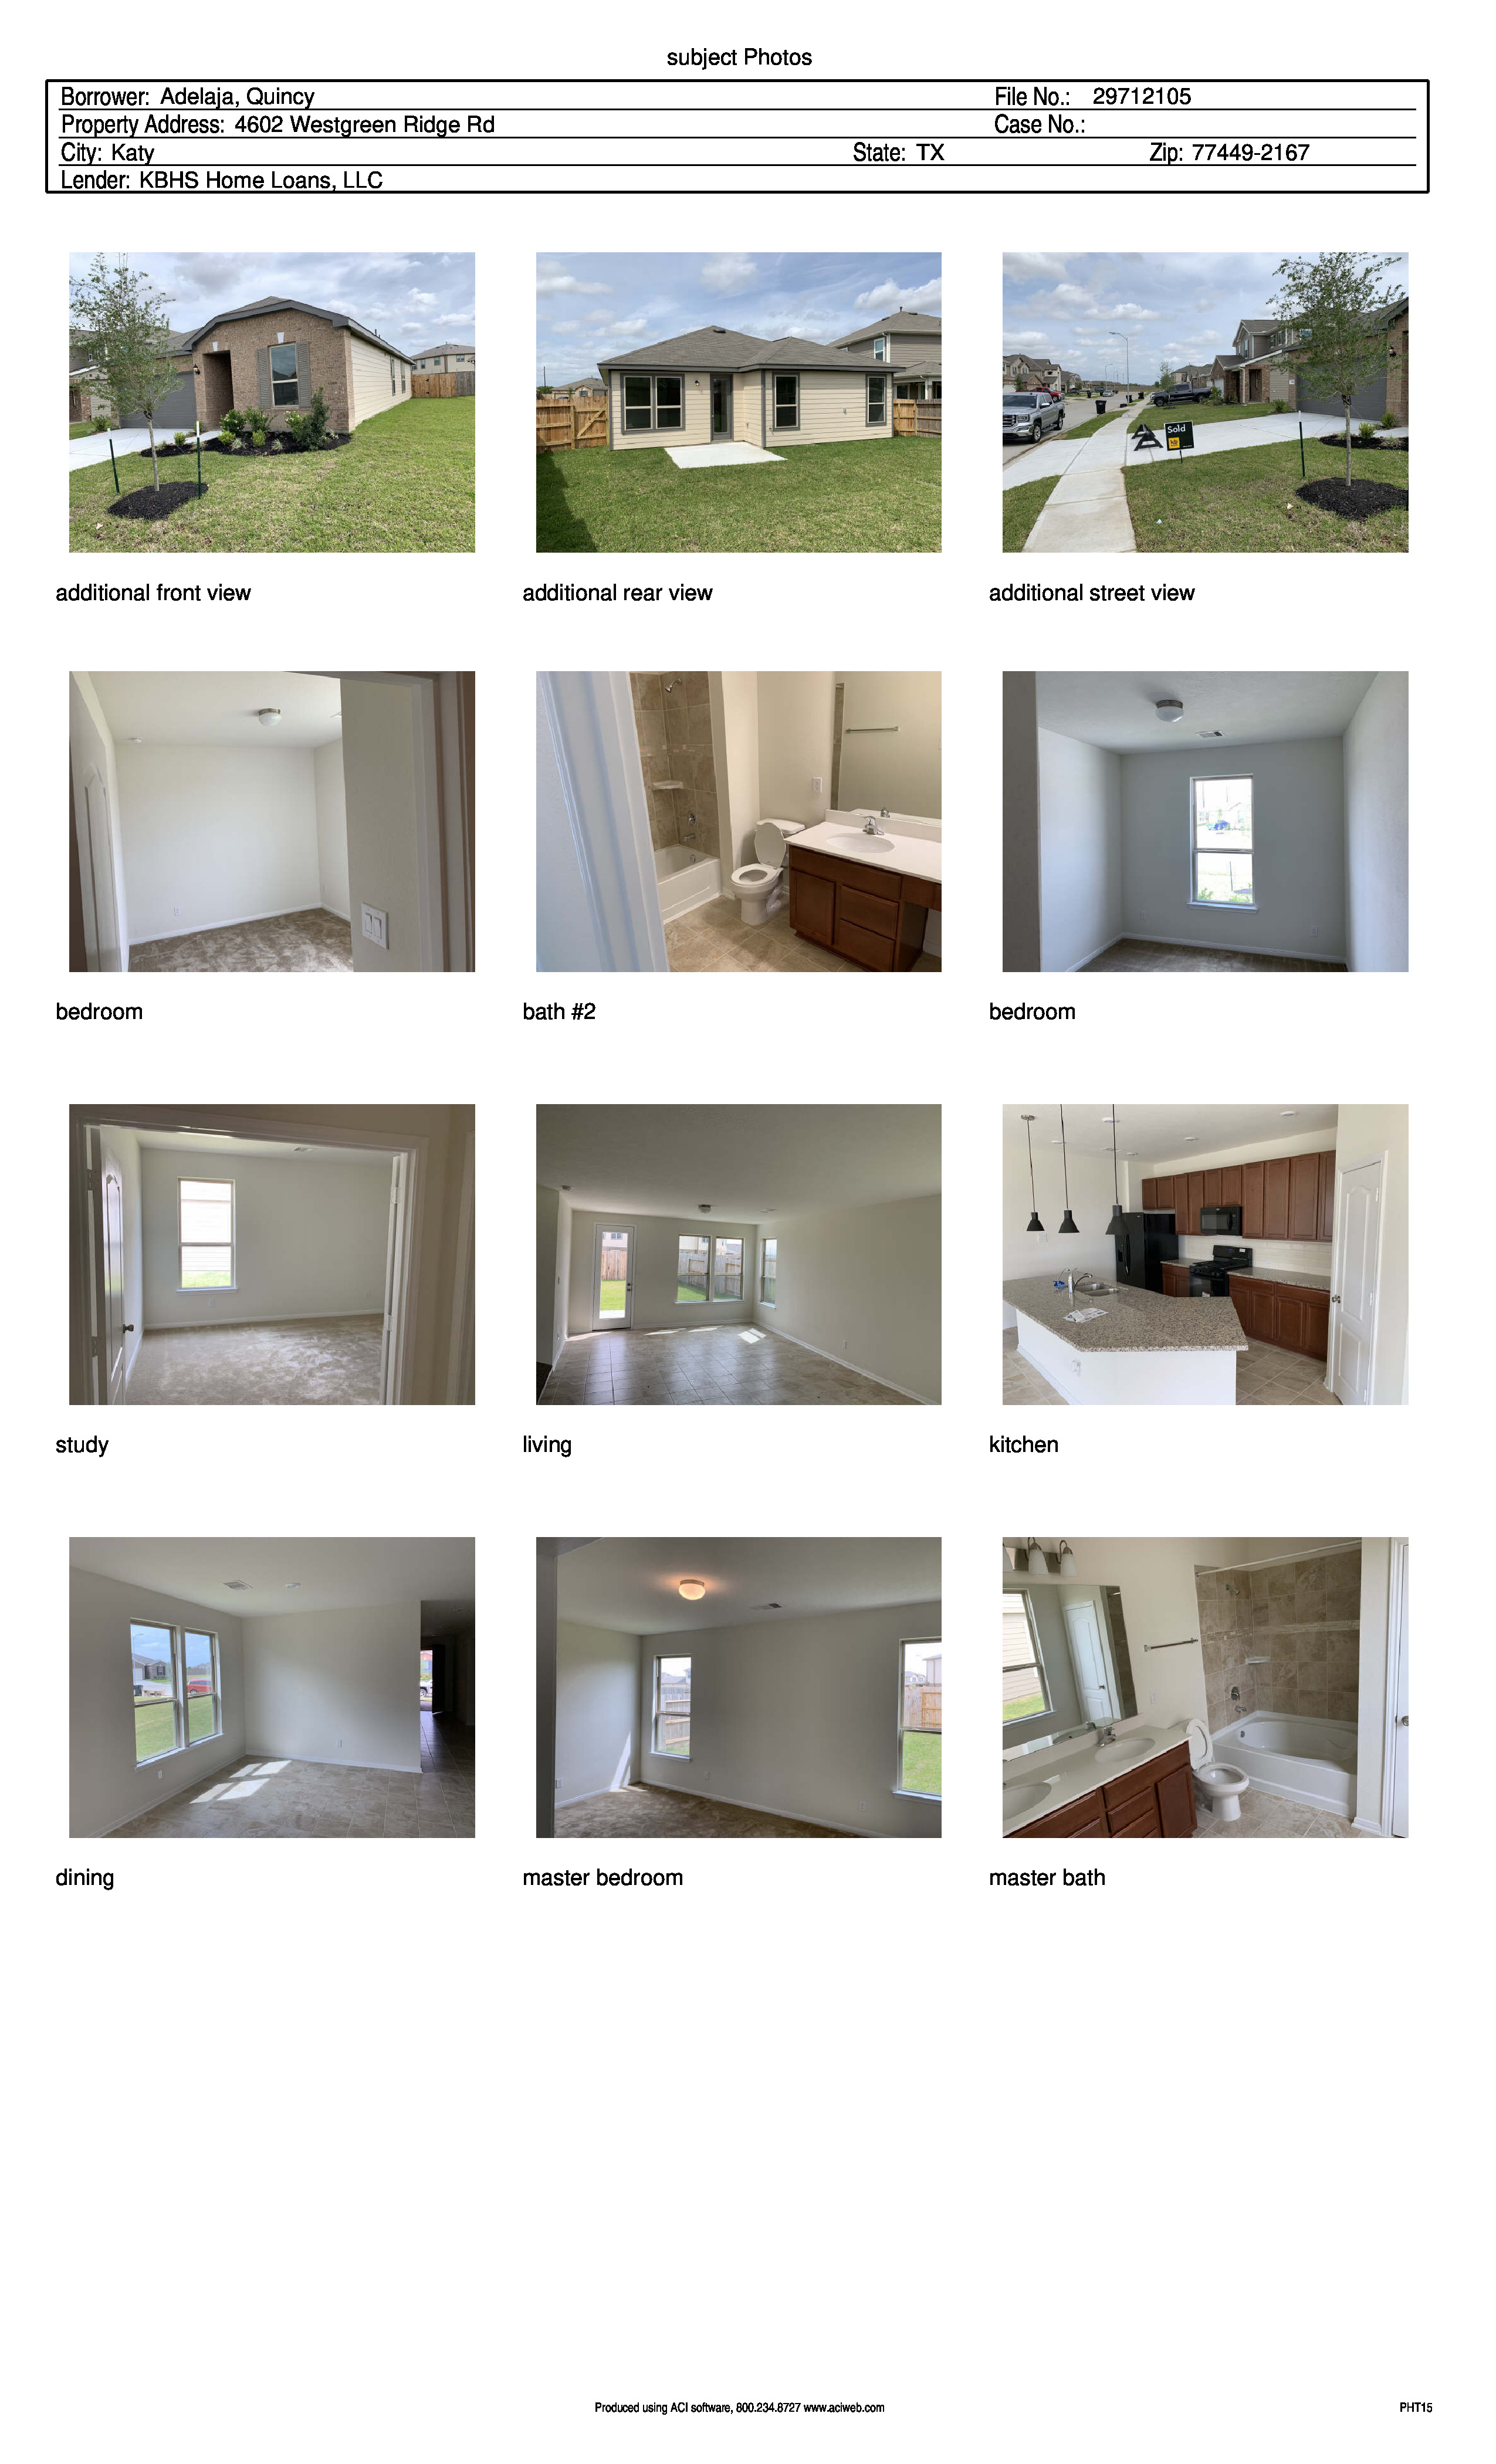 subject Photos
Borrower: Adelaja, Quincy File No.: 29712105
Property Address: 4602 Westgreen Ridge Rd Case No.:
City: Katy State: TX Zip: 77449-2167
Lender: KBHS Home Loans, LLC
Sold
additional front view additional rear view additional street view
bedroom bath #2 bedroom
study living kitchen
dining master bedroom master bath
Produced using ACI software, 800.234.8727 www.aciweb.com PHT15